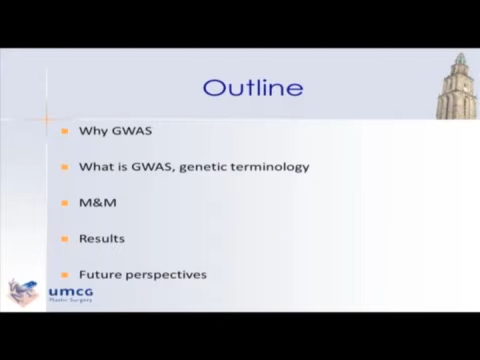 Outline
Why GWAS
What is GWAS, genetic terminology
M&M
Results
Future perspectives
umcg
Plastic Surgery